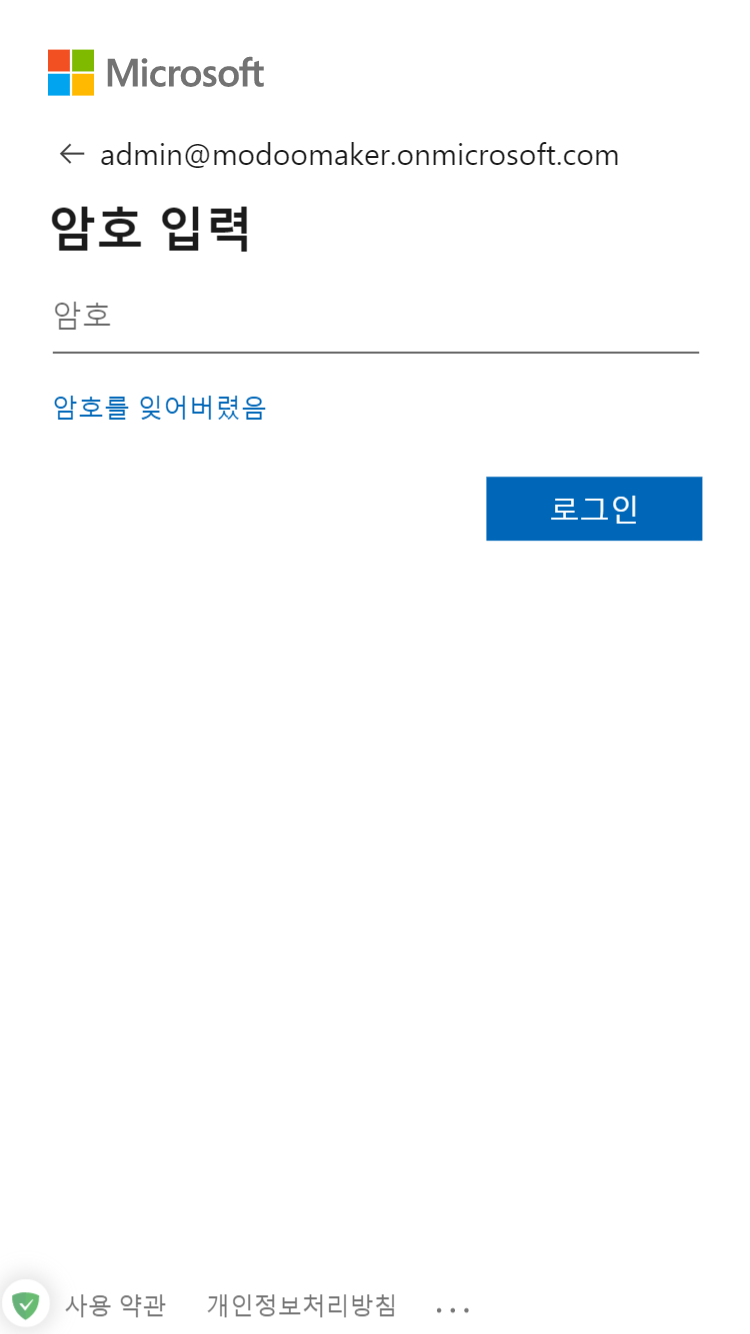 Microsoft
← admin@modoomaker.onmicrosoft.com
암호 입력
암호
암호를 잊어버렸음
로그인
사용 약관 개인정보처리방침 ...